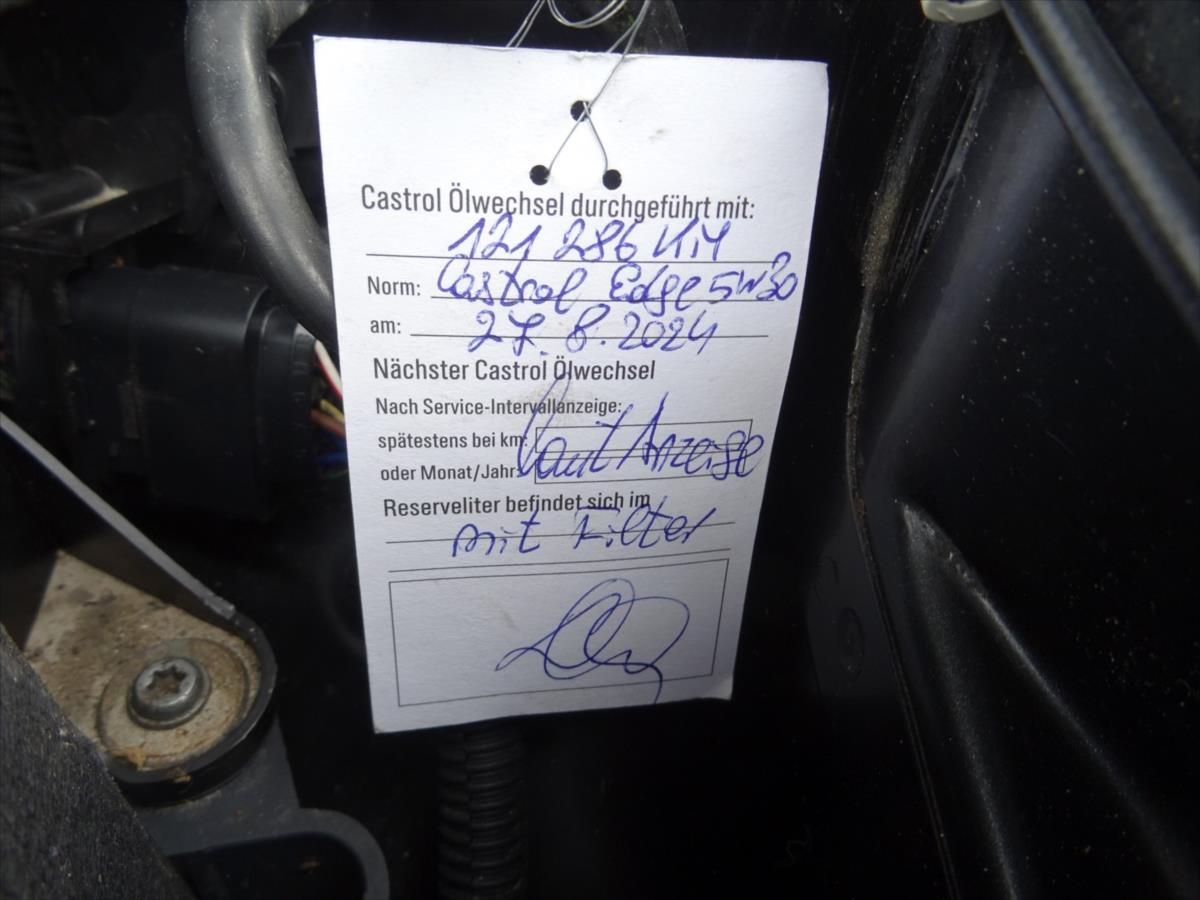 Castrol Ölwechsel durchgeführt mit:
121 286 KM
Norm: Castrol Edge 5W30
am: 27.8.2024
Nächster Castrol Ölwechsel
Nach Service-Intervallanzeige:
spätestens bei km: Laut Anzeige
oder Monat/Jahr:
Reserveliter befindet sich im
mit Filter